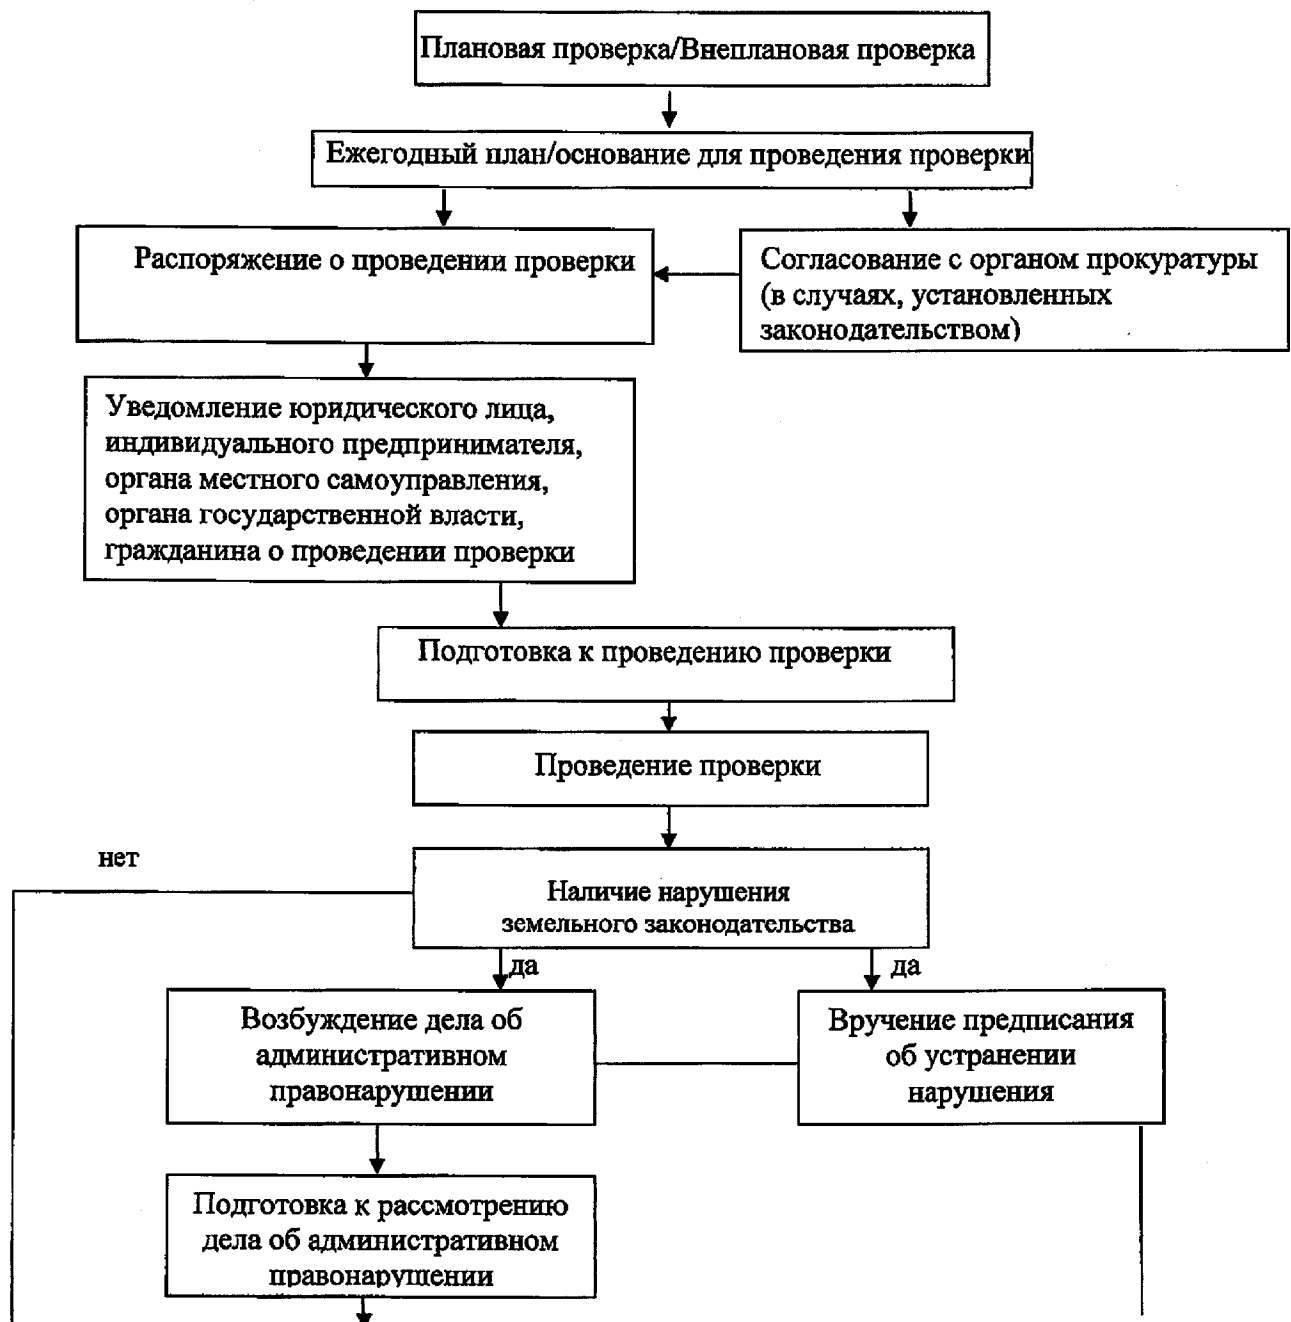 Плановая проверка/Внеплановая проверка
Ежегодный план/основание для проведения проверки
Распоряжение о проведении проверки
Согласование с органом прокуратуры
(в случаях, установленных
законодательством)
Уведомление юридического лица,
индивидуального предпринимателя,
органа местного самоуправления,
органа государственной власти,
гражданина о проведении проверки
Подготовка к проведению проверки
Проведение проверки
нет
Наличие нарушения
земельного законодательства
да
да
Возбуждение дела об
административном
правонарушении
Вручение предписания
об устранении
нарушения
Подготовка к рассмотрению
дела об административном
правонарушении